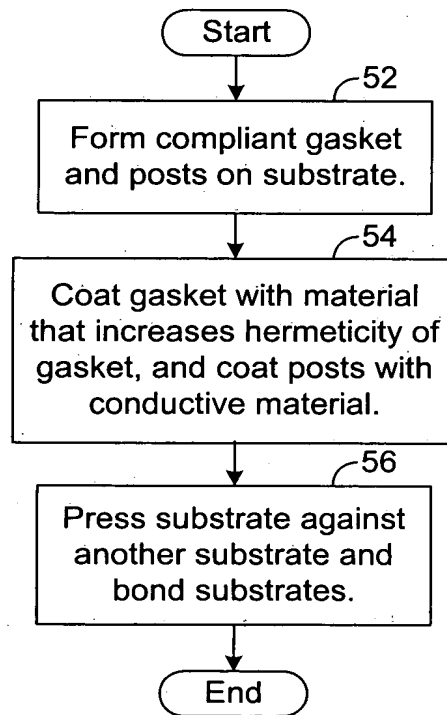 Start
52
Form compliant gasket
and posts on substrate.
54
Coat gasket with material
that increases hermeticity of
gasket, and coat posts with
conductive material.
56
Press substrate against
another substrate and
bond substrates.
End